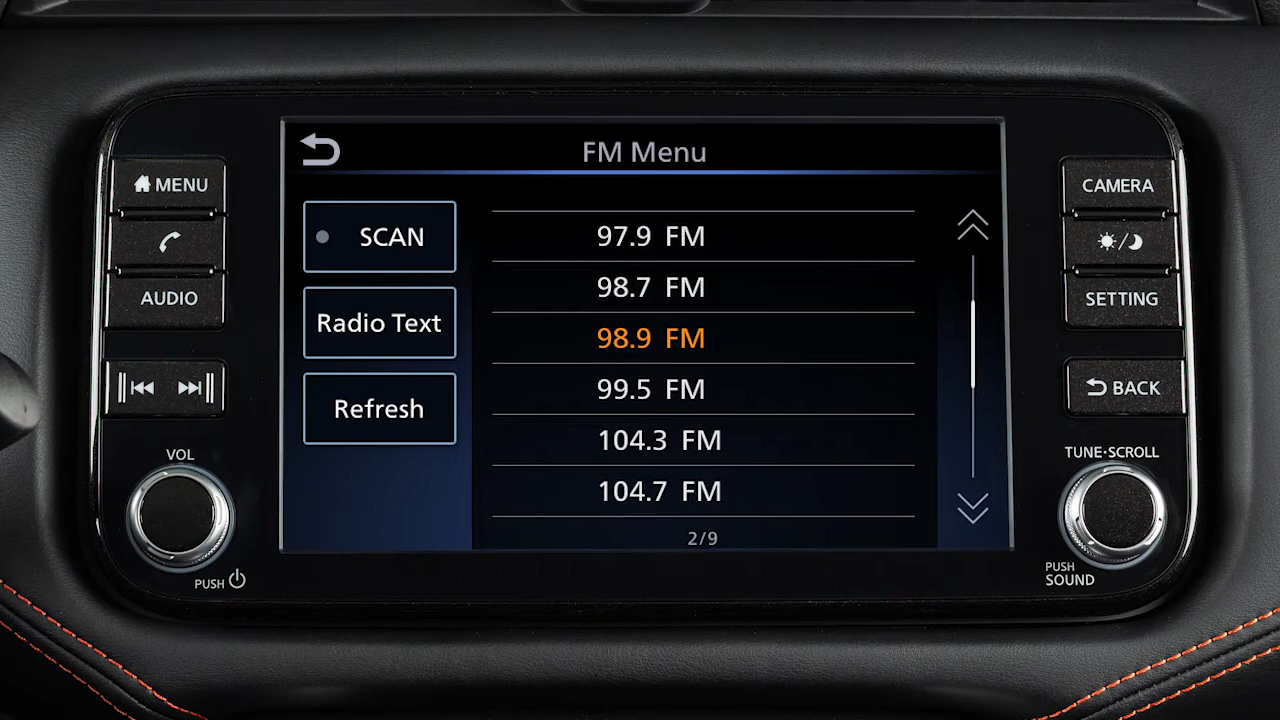 FM Menu
MENU
AUDIO
VOL
PUSH
SCAN
Radio Text
Refresh
97.9 FM
98.7 FM
98.9 FM
99.5 FM
104.3 FM
104.7 FM
2/9
CAMERA
/
SETTING
BACK
TUNE·SCROLL
PUSH
SOUND